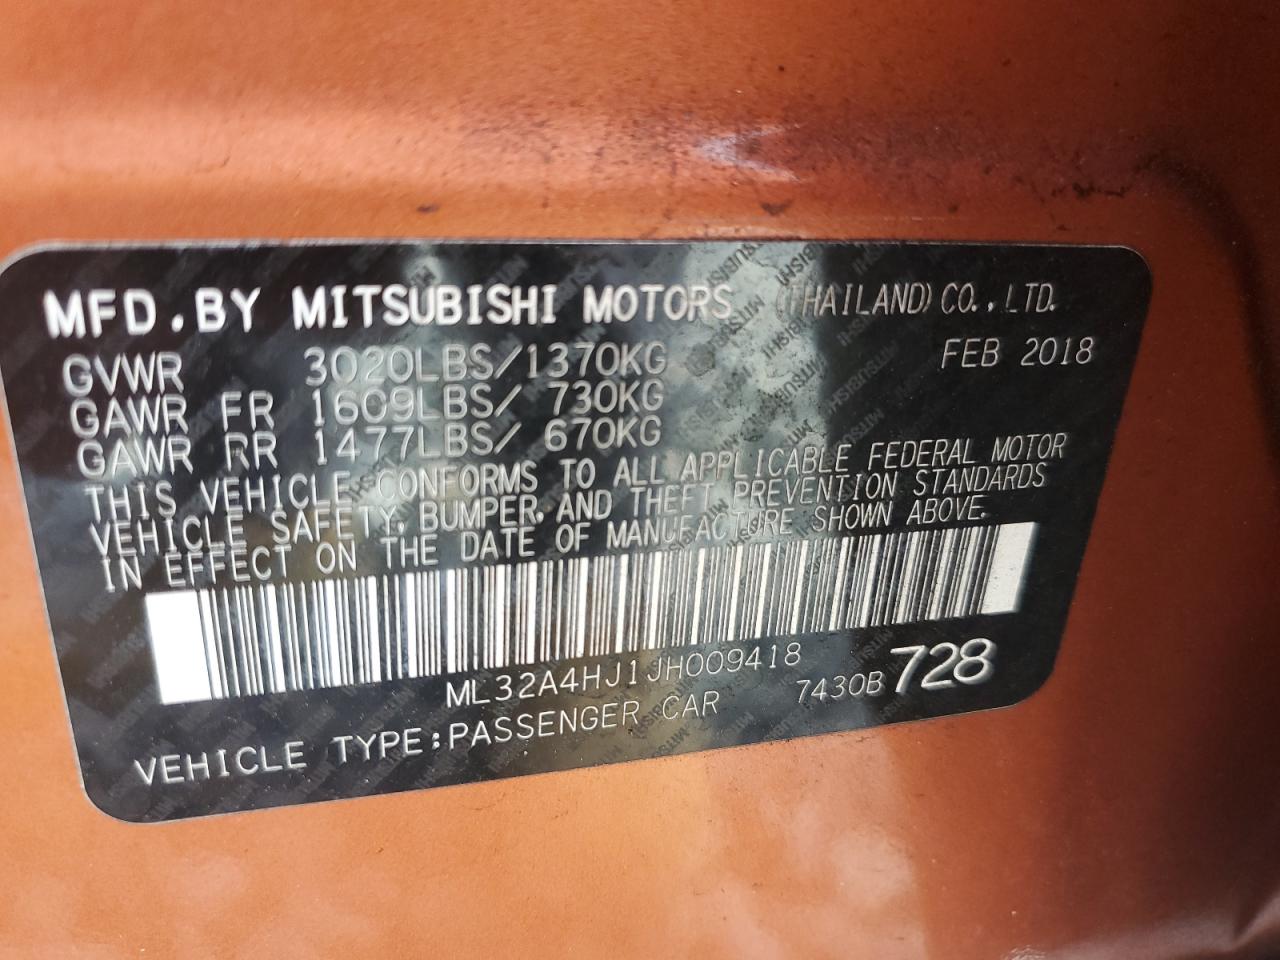 MFD.BY MITSUBISHI MOTORS (THAILAND) CO.,LTD.
GVWR 3020LBS/1370KG FEB 2018
GAWR FR 1609LBS/ 730KG
GAWR RR 1477LBS/ 670KG
THIS VEHICLE CONFORMS TO ALL APPLICABLE FEDERAL MOTOR
VEHICLE SAFETY, BUMPER, AND THEFT PREVENTION STANDARDS
IN EFFECT ON THE DATE OF MANUFACTURE SHOWN ABOVE.
ML32A4HJ1JH009418
VEHICLE TYPE:PASSENGER CAR 7430B 728